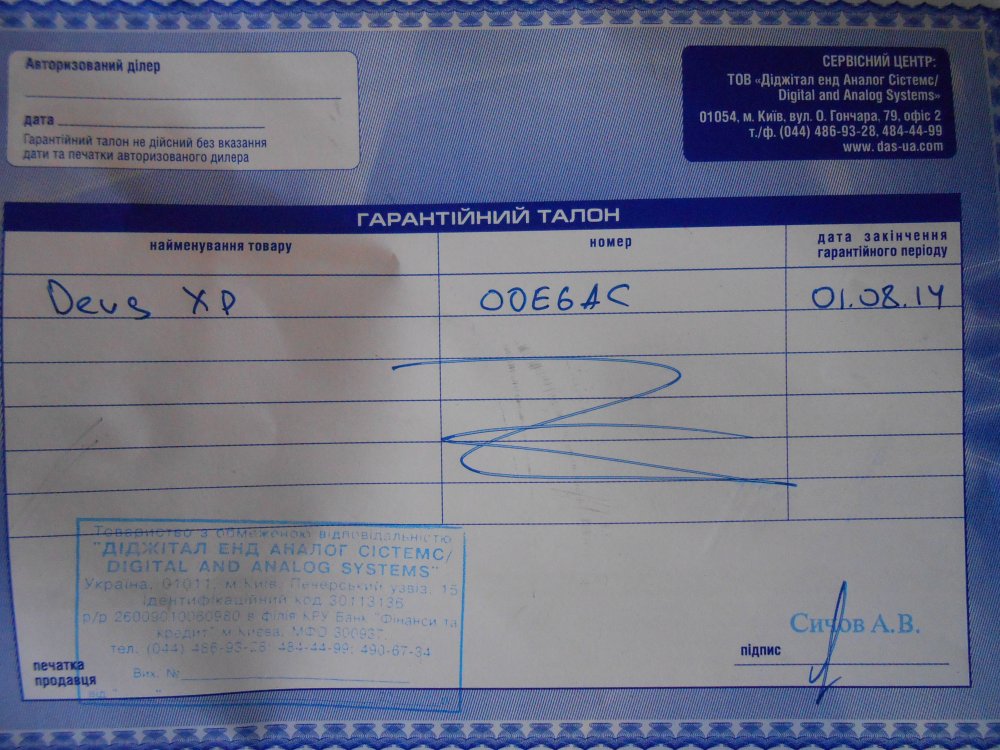 Авторизований ділер
дата
Гарантійний талон не дійсний без вказання
дати та печатки авторизованого дилера
СЕРВІСНИЙ ЦЕНТР:
ТОВ «Діджітал енд Аналог Сістемс/
Digital and Analog Systems»
01054, м. Київ, вул. О. Гончара, 79, офіс 2
т./ф. (044) 486-93-28, 484-44-99
www. das-ua.com
ГАРАНТІЙНИЙ ТАЛОН
найменування товару
номер
дата закінчення
гарантійного періоду
Deus XP
00E6AC
01.08.14
Товариство з обмеженою відповідальністю
"ДІДЖІТАЛ ЕНД АНАЛОГ СІСТЕМС/
DIGITAL AND ANALOG SYSTEMS"
Україна, 01011, м.Київ, Печерський узвіз, 15
Ідентифікаційний код 30113135
р/р 26009010060980 в філія КРУ Банк "Фінанси та
кредит" м.Києва, МФО 300937,
тел. (044) 486-93-28; 484-44-99; 490-67-34
Вих. №
від "
Сичов А.В.
підпис
печатка
продавця